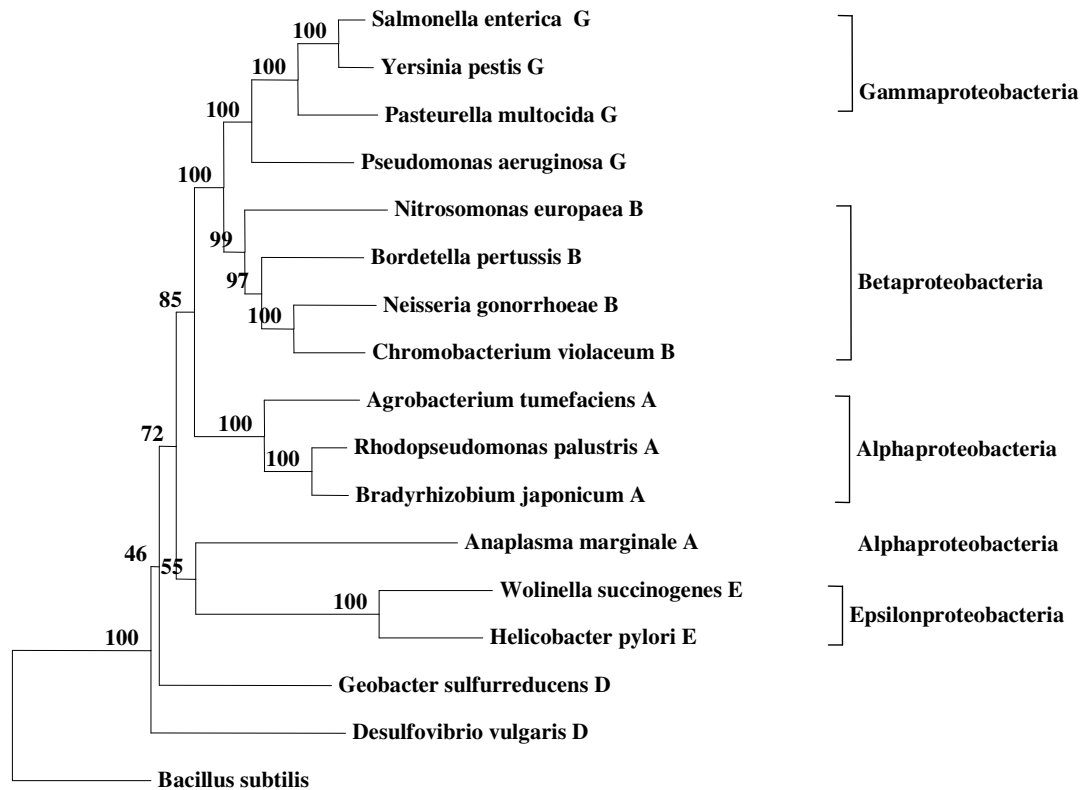 Salmonella enterica G
100
Yersinia pestis G
100
Gammaproteobacteria
100
Pasteurella multocida G
Pseudomonas aeruginosa G
100
Nitrosomonas europaea B
99
Bordetella pertussis B
97
Betaproteobacteria
85
Neisseria gonorrhoeae B
100
Chromobacterium violaceum B
Agrobacterium tumefaciens A
100
72
Rhodopseudomonas palustris A
Alphaproteobacteria
100
Bradyrhizobium japonicum A
Anaplasma marginale A
Alphaproteobacteria
46
55
Wolinella succinogenes E
100
Epsilonproteobacteria
Helicobacter pylori E
100
Geobacter sulfurreducens D
Desulfovibrio vulgaris D
Bacillus subtilis